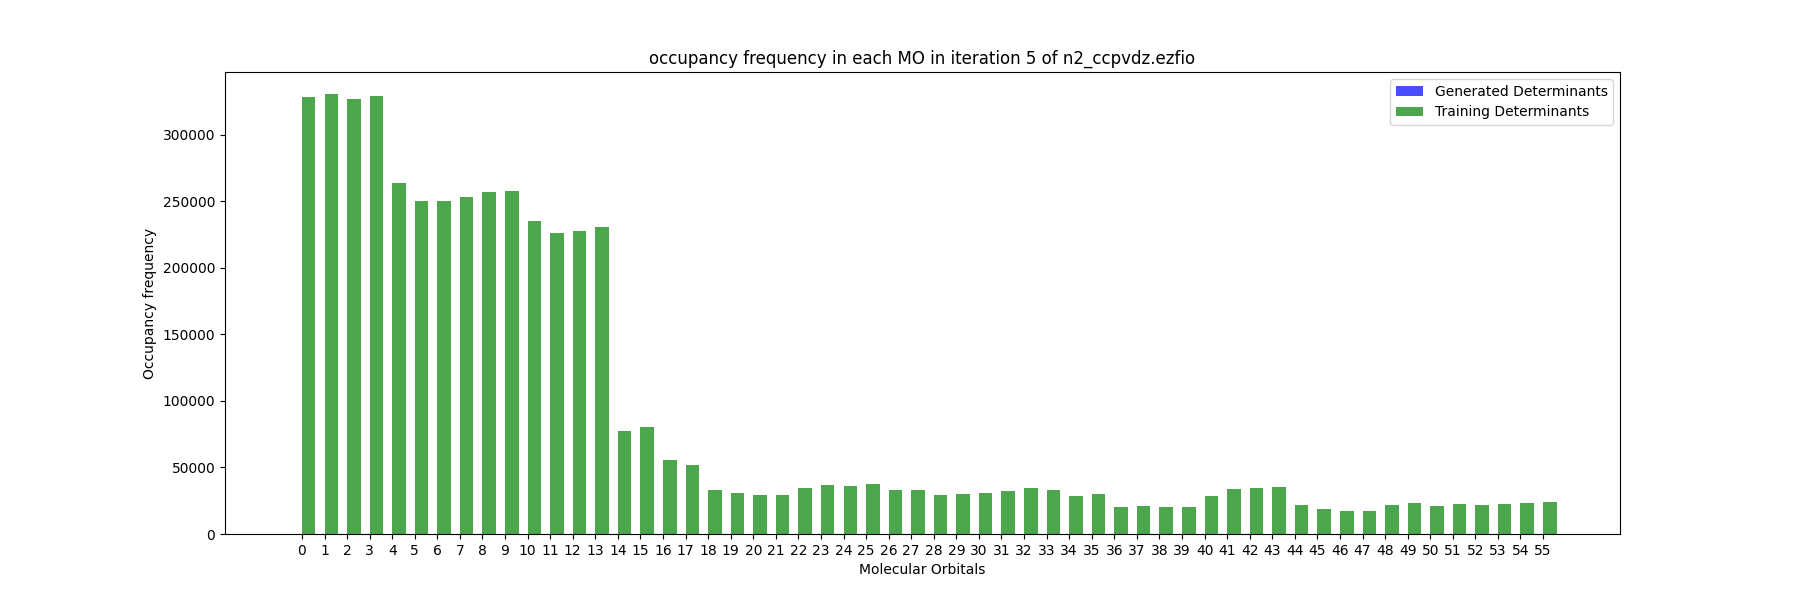 occupancy frequency in each MO in iteration 5 of n2_ccpvdz.ezfio
Generated Determinants
Training Determinants
300000
250000
200000
150000
100000
50000
0
Occupancy frequency
0 1 2 3 4 5 6 7 8 9 10 11 12 13 14 15 16 17 18 19 20 21 22 23 24 25 26 27 28 29 30 31 32 33 34 35 36 37 38 39 40 41 42 43 44 45 46 47 48 49 50 51 52 53 54 55
Molecular Orbitals